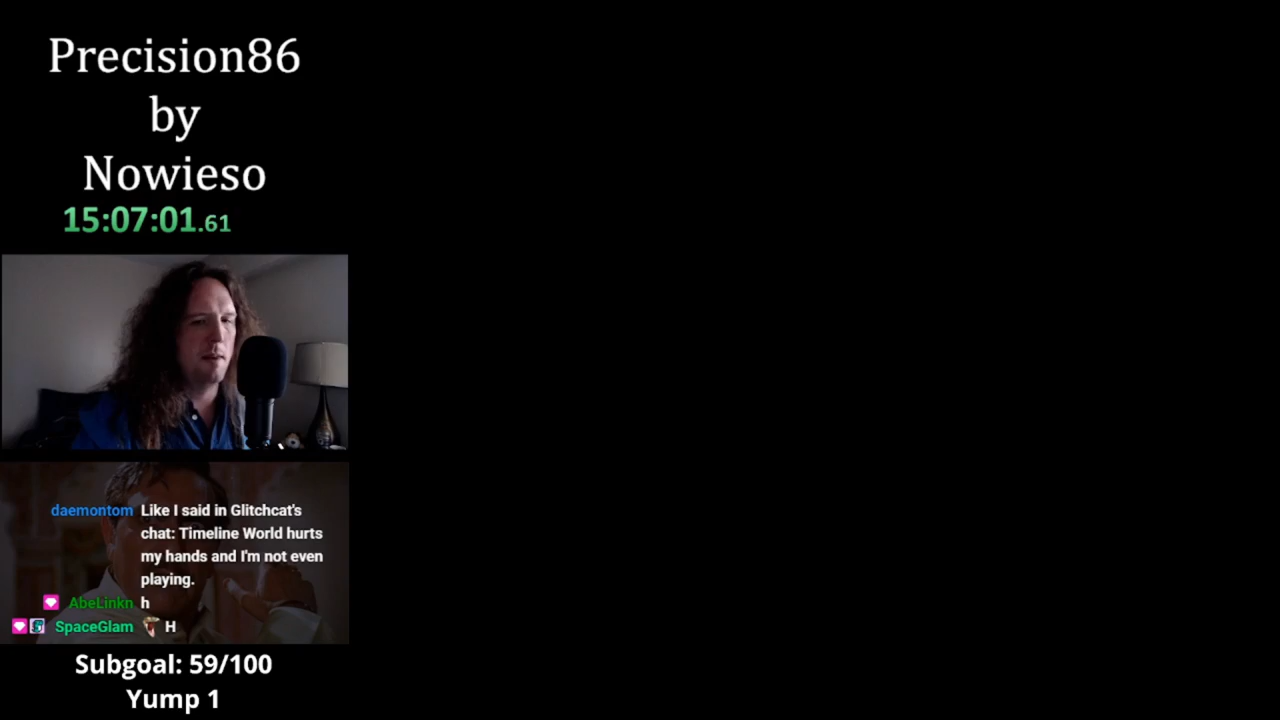 Precision86
by
Nowieso
15:07:01.61
daemontom Like I said in Glitchcat's
chat: Timeline World hurts
my hands and I'm not even
playing.
AbeLinkn h
SpaceGlam H
Subgoal: 59/100
Yump 1